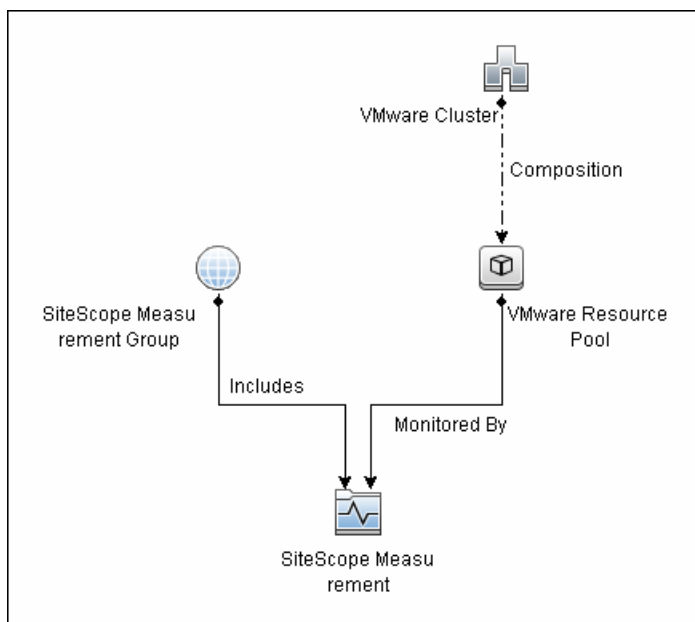 VMware Cluster
Composition
SiteScope Measu
rement Group
VMware Resource
Pool
Includes
Monitored By
SiteScope Measu
rement